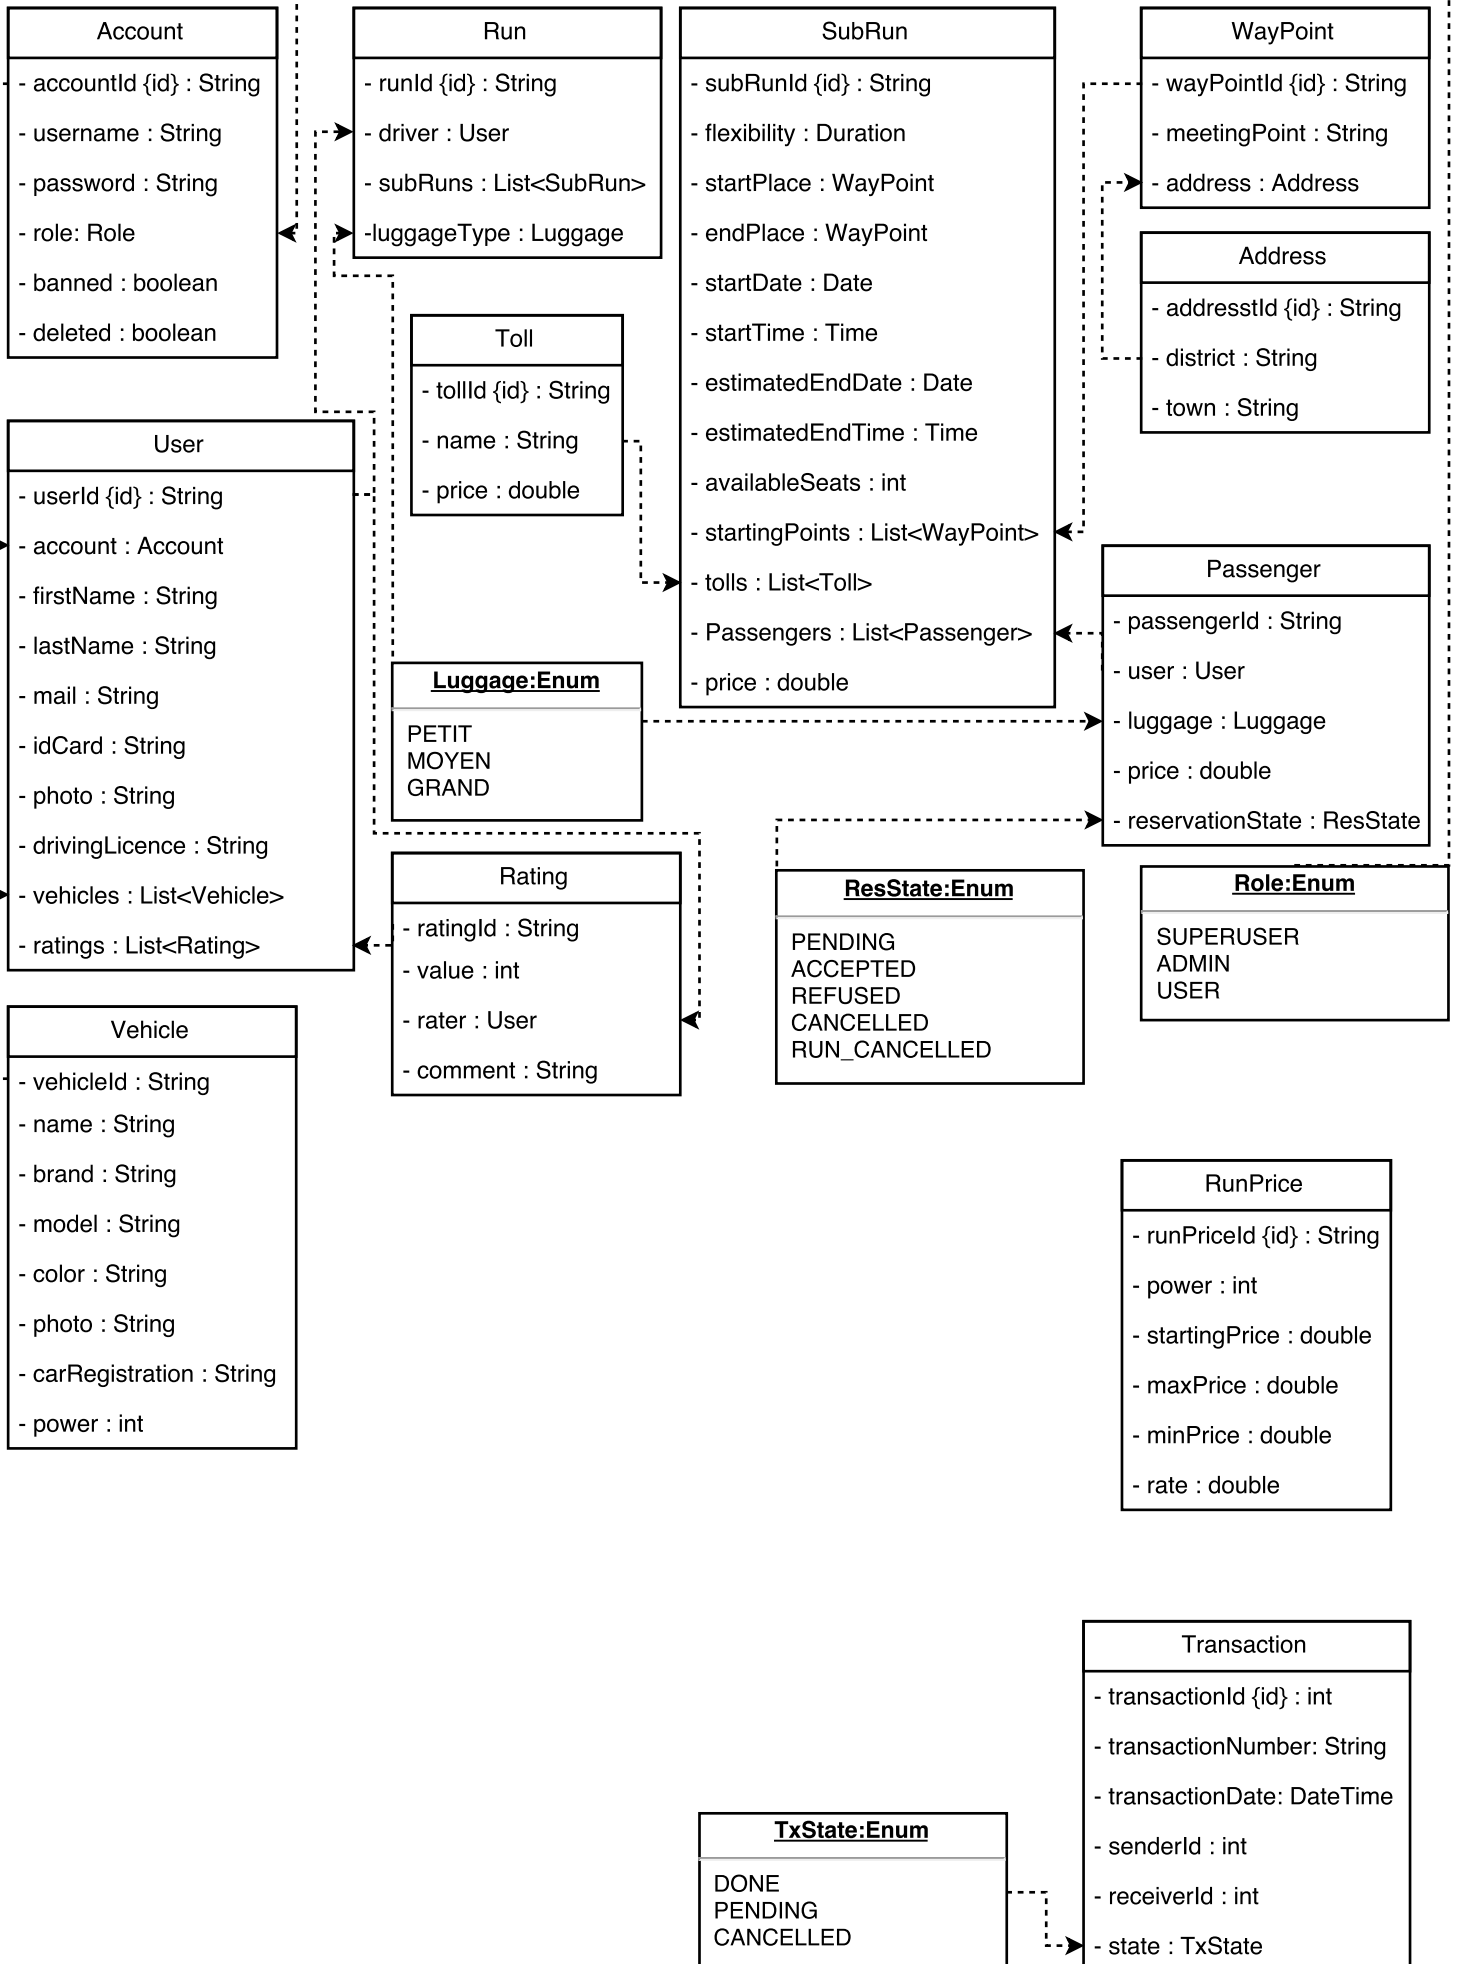 Account
- accountId {id} : String
- username : String
- password : String
- role: Role
- banned : boolean
- deleted : boolean
Run
- runId {id} : String
- driver : User
- subRuns : List<SubRun>
-luggageType : Luggage
SubRun
- subRunId {id} : String
- flexibility : Duration
- startPlace : WayPoint
- endPlace : WayPoint
- startDate : Date
- startTime : Time
- estimatedEndDate : Date
- estimatedEndTime : Time
- availableSeats : int
- startingPoints : List<WayPoint>
- tolls : List<Toll>
- Passengers : List<Passenger>
- price : double
WayPoint
- wayPointId {id} : String
- meetingPoint : String
- address : Address
Address
- addresstId {id} : String
- district : String
- town : String
Toll
- tollId {id} : String
- name : String
- price : double
User
- userId {id} : String
- account : Account
- firstName : String
- lastName : String
- mail : String
- idCard : String
- photo : String
- drivingLicence : String
- vehicles : List<Vehicle>
- ratings : List<Rating>
Passenger
- passengerId : String
- user : User
- luggage : Luggage
- price : double
- reservationState : ResState
Luggage:Enum
PETIT
MOYEN
GRAND
Rating
- ratingId : String
- value : int
- rater : User
- comment : String
ResState:Enum
PENDING
ACCEPTED
REFUSED
CANCELLED
RUN_CANCELLED
Role:Enum
SUPERUSER
ADMIN
USER
Vehicle
- vehicleId : String
- name : String
- brand : String
- model : String
- color : String
- photo : String
- carRegistration : String
- power : int
RunPrice
- runPriceId {id} : String
- power : int
- startingPrice : double
- maxPrice : double
- minPrice : double
- rate : double
Transaction
- transactionId {id} : int
- transactionNumber: String
- transactionDate: DateTime
- senderId : int
- receiverId : int
- state : TxState
TxState:Enum
DONE
PENDING
CANCELLED